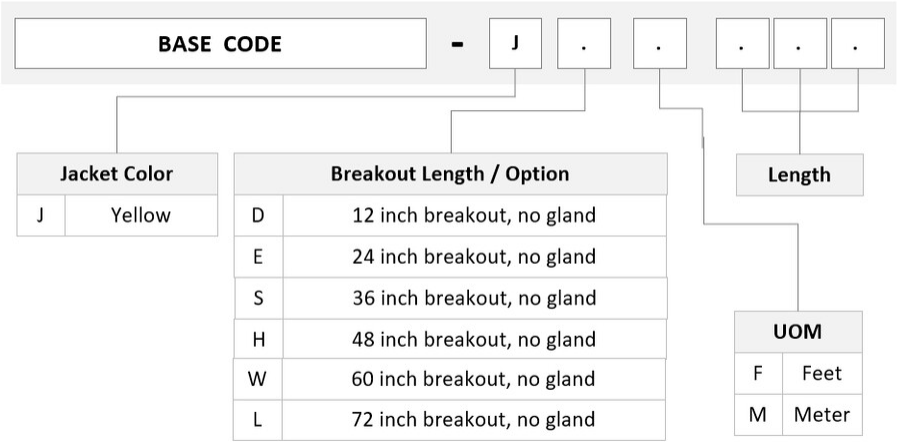 BASE CODE - J . . . . .
Jacket Color
J Yellow
Breakout Length / Option
D 12 inch breakout, no gland
E 24 inch breakout, no gland
S 36 inch breakout, no gland
H 48 inch breakout, no gland
W 60 inch breakout, no gland
L 72 inch breakout, no gland
Length
UOM
F Feet
M Meter